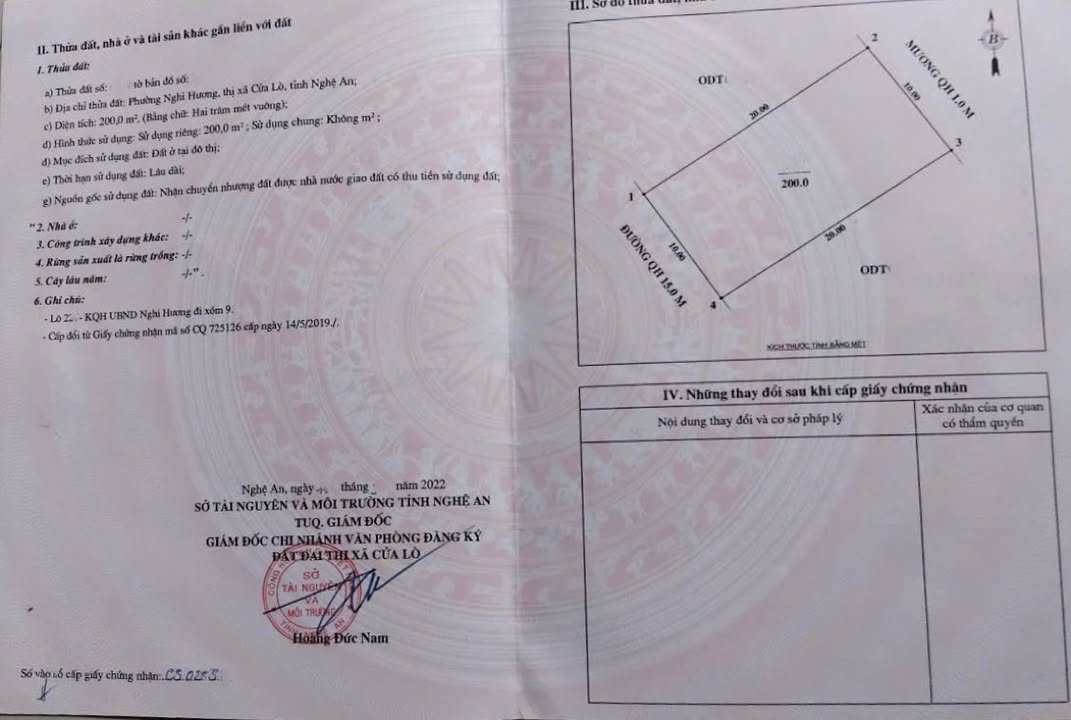 II. Thửa đất, nhà ở và tài sản khác gắn liền với đất
1. Thửa đất:
a) Thửa đất số: tờ bản đồ số:
b) Địa chỉ thửa đất: Phường Nghi Hương, thị xã Cửa Lò, tỉnh Nghệ An;
c) Diện tích: 200,0 m², (Bằng chữ: Hai trăm mét vuông);
d) Hình thức sử dụng: Sử dụng riêng: 200,0 m² ; Sử dụng chung: Không m² ;
đ) Mục đích sử dụng đất: Đất ở tại đô thị;
e) Thời hạn sử dụng đất: Lâu dài;
g) Nguồn gốc sử dụng đất: Nhận chuyển nhượng đất được nhà nước giao đất có thu tiền sử dụng đất;
" 2. Nhà ở: -/-
3. Công trình xây dựng khác: -/-
4. Rừng sản xuất là rừng trồng: -/-
5. Cây lâu năm: -/-" .
6. Ghi chú:
- Lô - KQH UBND Nghi Hương đi xóm 9.
- Cấp đổi từ Giấy chứng nhận mã số CQ 725126 cấp ngày 14/5/2019./.
Nghệ An, ngày tháng năm 2022
SỞ TÀI NGUYÊN VÀ MÔI TRƯỜNG TỈNH NGHỆ AN
TUQ. GIÁM ĐỐC
GIÁM ĐỐC CHI NHÁNH VĂN PHÒNG ĐĂNG KÝ
ĐẤT ĐAI THỊ XÃ CỬA LÒ
SỞ
TÀI NGUYÊN
VÀ
MÔI TRƯỜNG
Hoàng Đức Nam
Số vào sổ cấp giấy chứng nhận:
III. Sơ đồ thửa đất,
B
ODT
2
MƯƠNG QH 1.0 M
20.00
10.00
3
1
200.0
ĐƯỜNG QH 15.0 M
10.00
20.00
4
ODT
KÍCH THƯỚC TÍNH BẰNG MÉT
IV. Những thay đổi sau khi cấp giấy chứng nhận
Nội dung thay đổi và cơ sở pháp lý
Xác nhận của cơ quan
có thẩm quyền